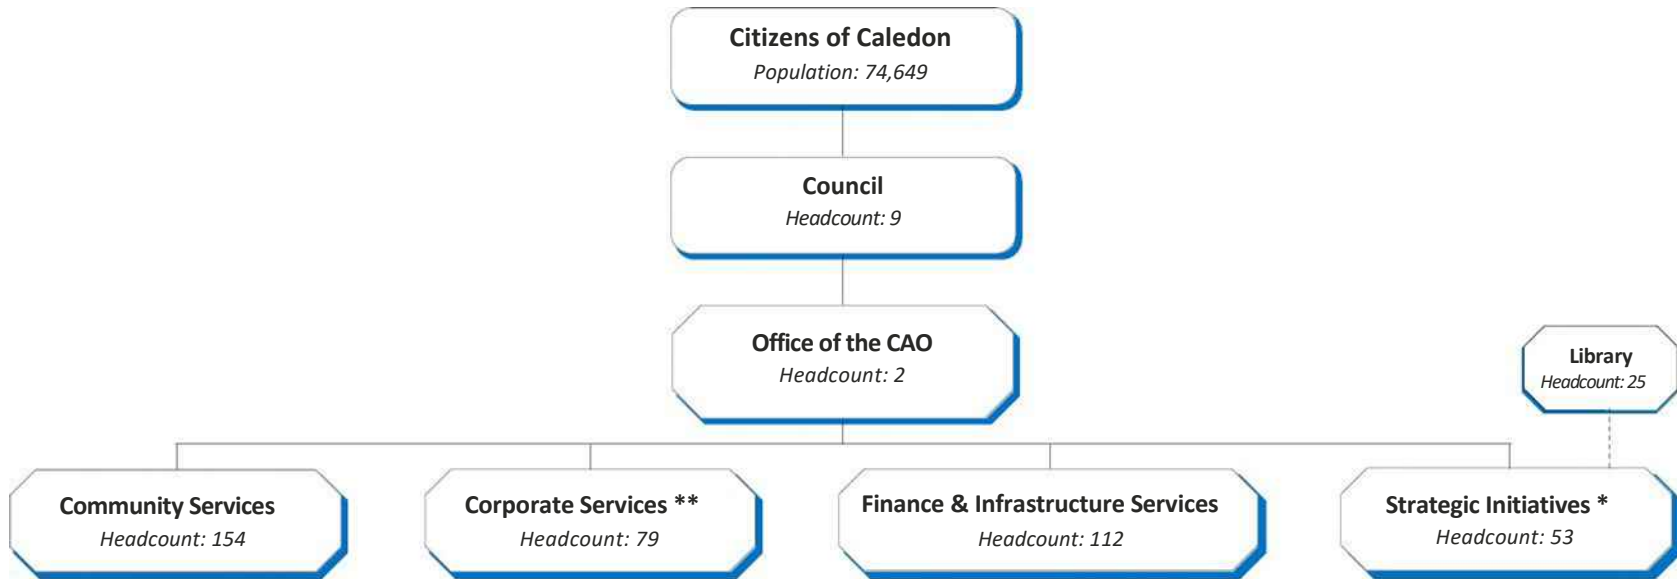 Citizens of Caledon
Population: 74,649
Council
Headcount: 9
Office of the CAO
Headcount: 2
Library
Headcount: 25
Community Services
Headcount: 154
Corporate Services **
Headcount: 79
Finance & Infrastructure Services
Headcount: 112
Strategic Initiatives *
Headcount: 53